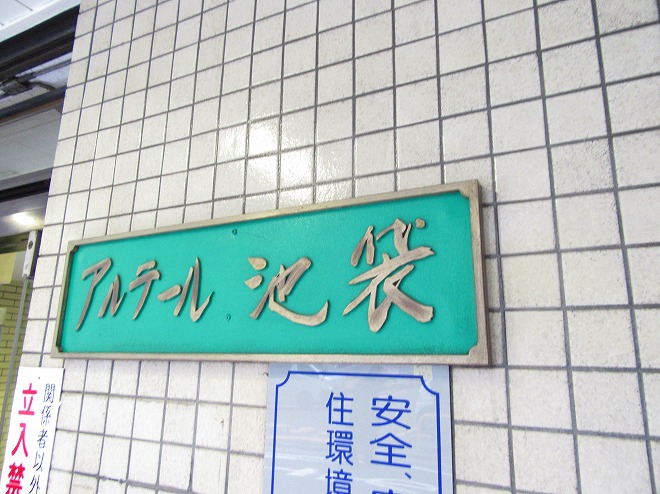 アルテール 池袋
安全、
住環境
関係者以外
立入禁